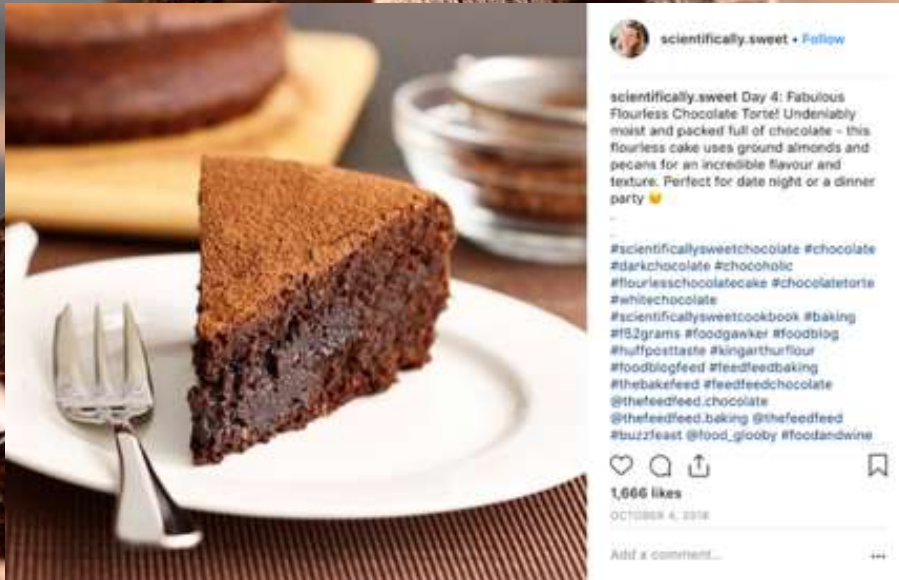 scientifically.sweet • Follow
scientifically.sweet Day 4: Fabulous
Flourless Chocolate Torte! Undeniably
moist and packed full of chocolate - this
flourless cake uses ground almonds and
pecans for an incredible flavour and
texture. Perfect for date night or a dinner
party 😉
.
.
#scientificallysweetchocolate #chocolate
#darkchocolate #chocoholic
#flourlesschocolatecake #chocolatetorte
#whitechocolate
#scientificallysweetcookbook #baking
#f52grams #foodgawker #foodblog
#huffposttaste #kingarthurflour
#foodblogfeed #feedfeedbaking
#thebakefeed #feedfeedchocolate
@thefeedfeed.chocolate
@thefeedfeed.baking @thefeedfeed
#buzzfeast @food_glooby #foodandwine
1,666 likes
OCTOBER 4, 2018
Add a comment...